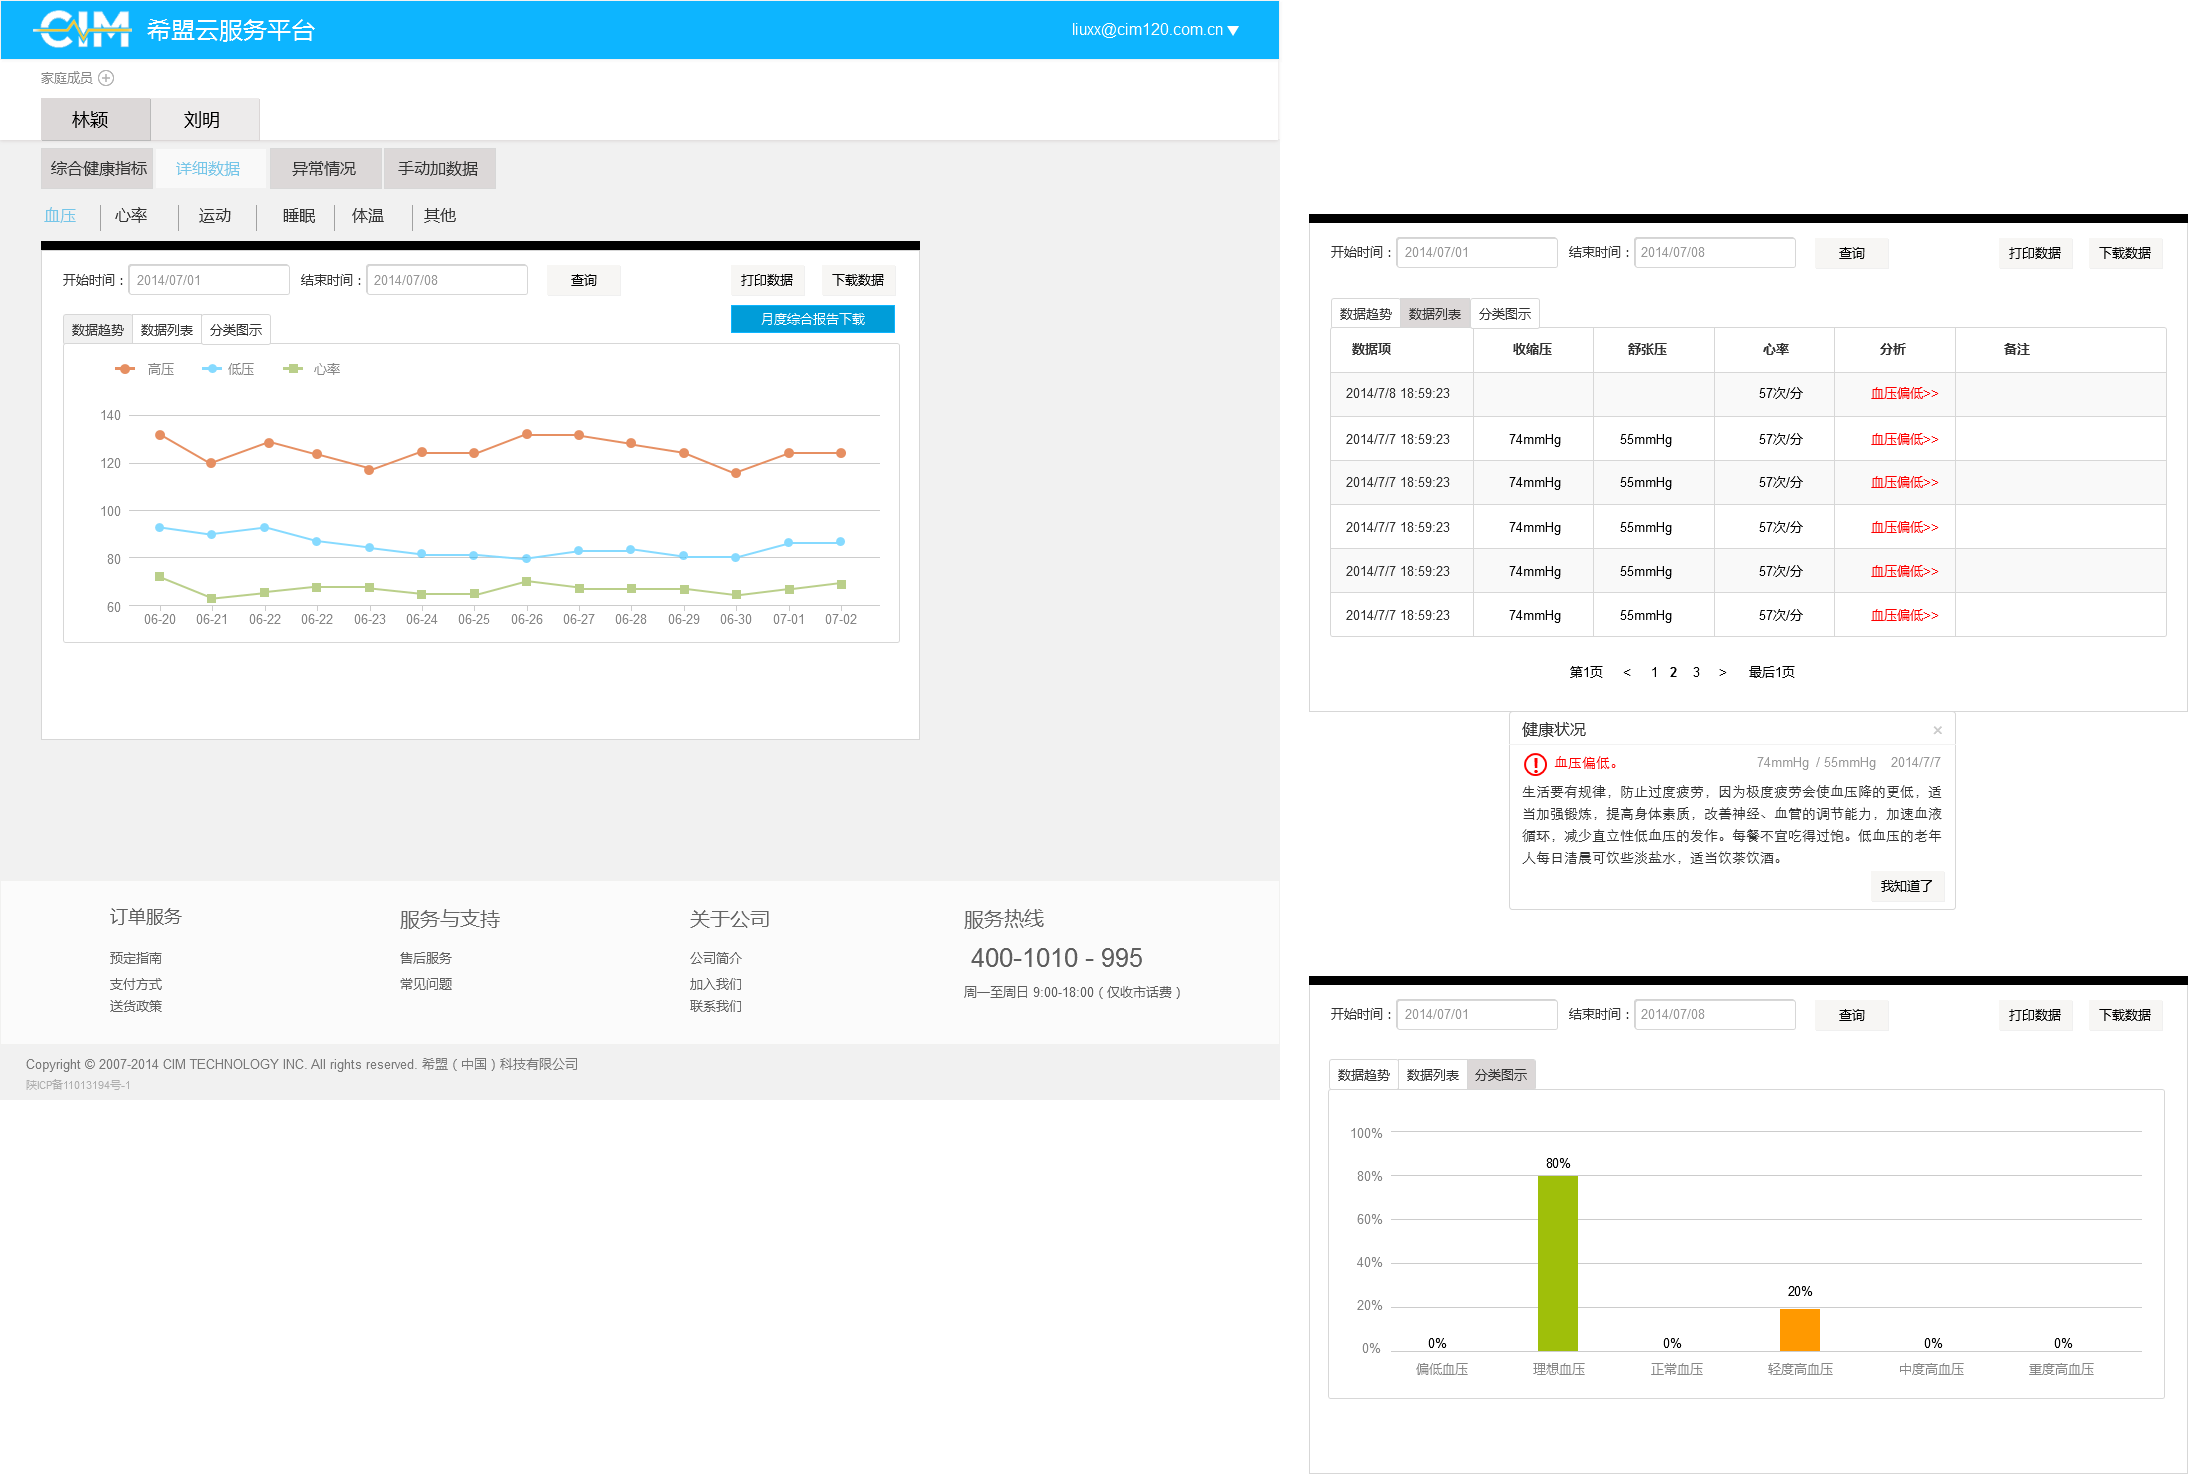 CIM 希盟云服务平台 liuxx@cim120.com.cn
家庭成员
林颖 刘明
综合健康指标 详细数据 异常情况 手动加数据
血压 心率 运动 睡眠 体温 其他
开始时间： 2014/07/01 结束时间： 2014/07/08 查询 打印数据 下载数据
月度综合报告下载
数据趋势 数据列表 分类图示
高压 低压 心率
140
120
100
80
60
06-20 06-21 06-22 06-22 06-23 06-24 06-25 06-26 06-27 06-28 06-29 06-30 07-01 07-02
订单服务
预定指南
支付方式
送货政策
服务与支持
售后服务
常见问题
关于公司
公司简介
加入我们
联系我们
服务热线
400-1010 - 995
周一至周日 9:00-18:00（仅收市话费）
Copyright © 2007-2014 CIM TECHNOLOGY INC. All rights reserved. 希盟（中国）科技有限公司
陕ICP备11013194号-1
开始时间： 2014/07/01 结束时间： 2014/07/08 查询 打印数据 下载数据
数据趋势 数据列表 分类图示
数据项 收缩压 舒张压 心率 分析 备注
2014/7/8 18:59:23 57次/分 血压偏低>>
2014/7/7 18:59:23 74mmHg 55mmHg 57次/分 血压偏低>>
2014/7/7 18:59:23 74mmHg 55mmHg 57次/分 血压偏低>>
2014/7/7 18:59:23 74mmHg 55mmHg 57次/分 血压偏低>>
2014/7/7 18:59:23 74mmHg 55mmHg 57次/分 血压偏低>>
2014/7/7 18:59:23 74mmHg 55mmHg 57次/分 血压偏低>>
第1页 < 1 2 3 > 最后1页
健康状况 ×
血压偏低。 74mmHg / 55mmHg 2014/7/7
生活要有规律，防止过度疲劳，因为极度疲劳会使血压降的更低，适
当加强锻炼，提高身体素质，改善神经、血管的调节能力，加速血液
循环，减少直立性低血压的发作。每餐不宜吃得过饱。低血压的老年
人每日清晨可饮些淡盐水，适当饮茶饮酒。
我知道了
开始时间： 2014/07/01 结束时间： 2014/07/08 查询 打印数据 下载数据
数据趋势 数据列表 分类图示
100%
80%
60%
40%
20%
0%
0% 80% 0% 20% 0% 0%
偏低血压 理想血压 正常血压 轻度高血压 中度高血压 重度高血压